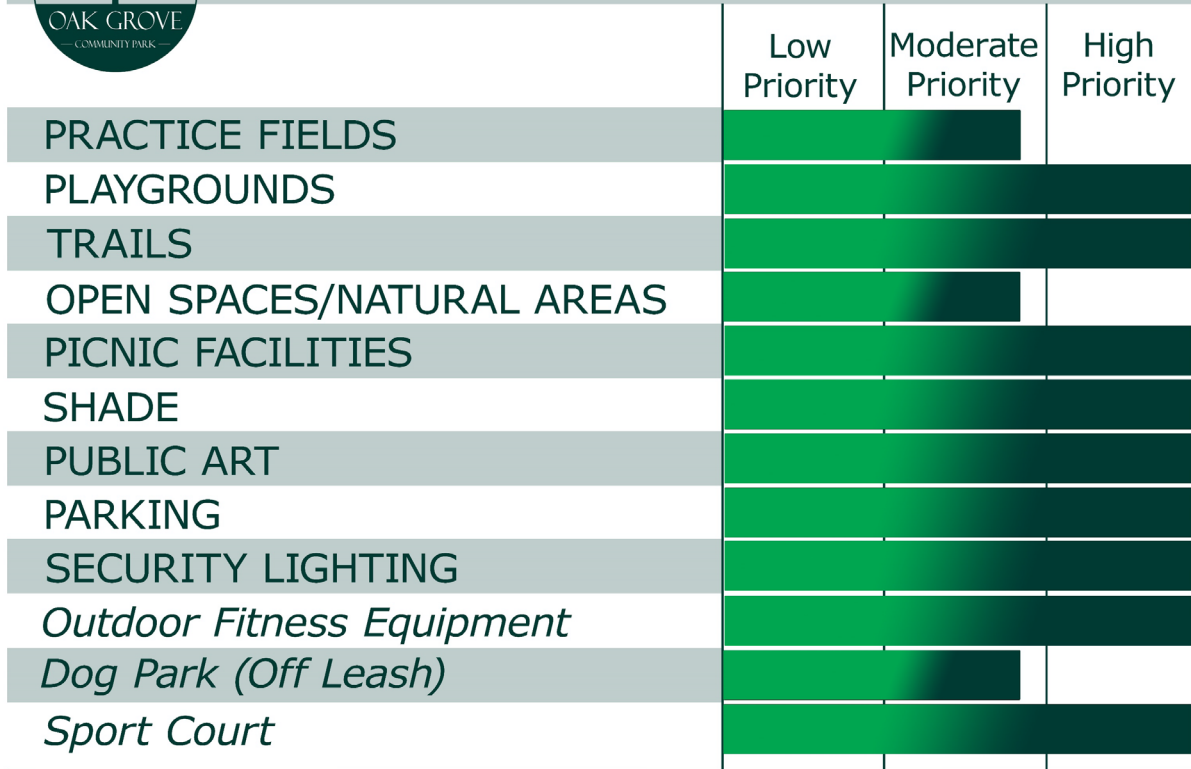 OAK GROVE
— COMMUNITY PARK —
Low
Priority
Moderate
Priority
High
Priority
PRACTICE FIELDS
PLAYGROUNDS
TRAILS
OPEN SPACES/NATURAL AREAS
PICNIC FACILITIES
SHADE
PUBLIC ART
PARKING
SECURITY LIGHTING
Outdoor Fitness Equipment
Dog Park (Off Leash)
Sport Court